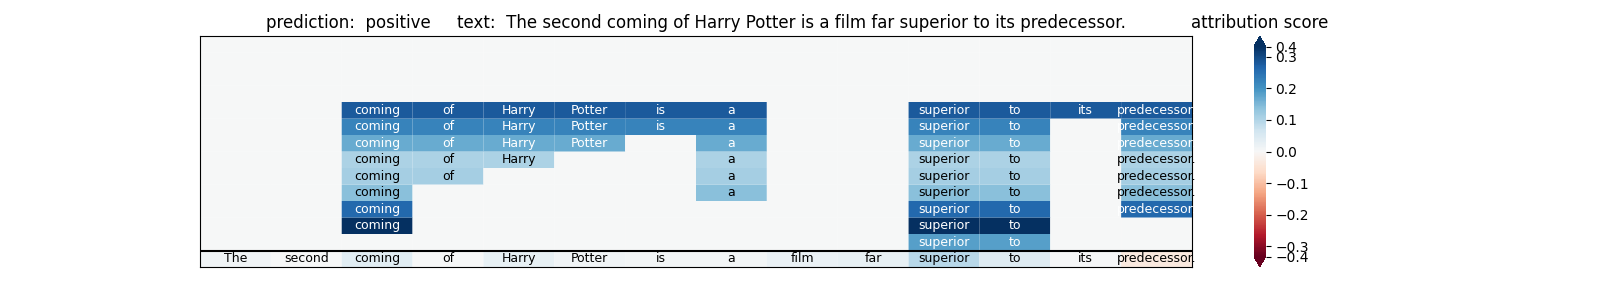 prediction: positive text: The second coming of Harry Potter is a film far superior to its predecessor. attribution score
0.4
0.3
coming of Harry Potter is a superior to its predecessor.
coming of Harry Potter is a superior to predecessor.
0.2
coming of Harry Potter a superior to predecessor.
0.1
coming of Harry a superior to predecessor.
0.0
coming of a superior to predecessor.
coming a superior to predecessor.
−0.1
coming superior to predecessor.
−0.2
coming superior to
superior to
−0.3
The second coming of Harry Potter is a film far superior to its predecessor.
−0.4